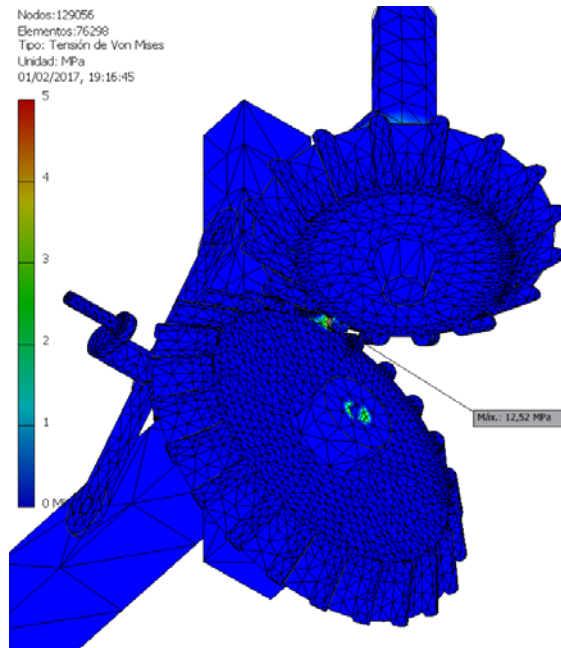 Nodos:129056
Elementos:76298
Tipo: Tensión de Von Mises
Unidad: MPa
01/02/2017, 19:16:45
5
4
3
Máx.: 12,52 MPa
2
1
0 M